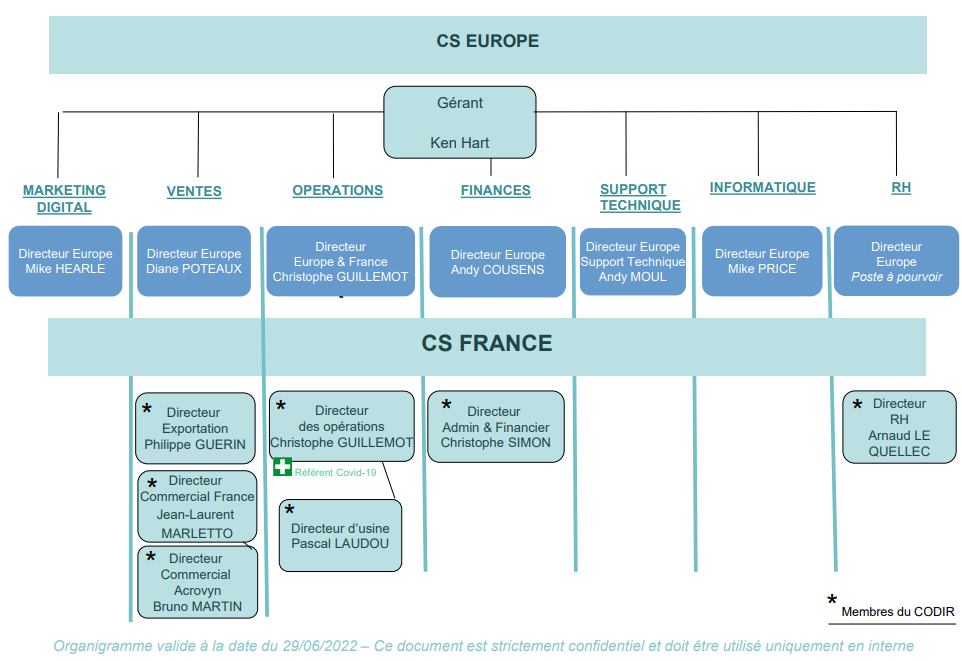 CS EUROPE
Gérant
Ken Hart
MARKETING
DIGITAL
VENTES
OPERATIONS
FINANCES
SUPPORT
TECHNIQUE
INFORMATIQUE
RH
Directeur Europe
Mike HEARLE
Directeur Europe
Diane POTEAUX
Directeur
Europe & France
Christophe GUILLEMOT
Directeur Europe
Andy COUSENS
Directeur Europe
Support Technique
Andy MOUL
Directeur Europe
Mike PRICE
Directeur
Europe
Poste à pourvoir
CS FRANCE
* Directeur
Exportation
Philippe GUERIN
* Directeur
Commercial France
Jean-Laurent
MARLETTO
* Directeur
Commercial
Acrovyn
Bruno MARTIN
* Directeur
des opérations
Christophe GUILLEMOT
Référent Covid-19
* Directeur d’usine
Pascal LAUDOU
* Directeur
Admin & Financier
Christophe SIMON
* Directeur
RH
Arnaud LE
QUELLEC
* Membres du CODIR
Organigramme valide à la date du 29/06/2022 – Ce document est strictement confidentiel et doit être utilisé uniquement en interne